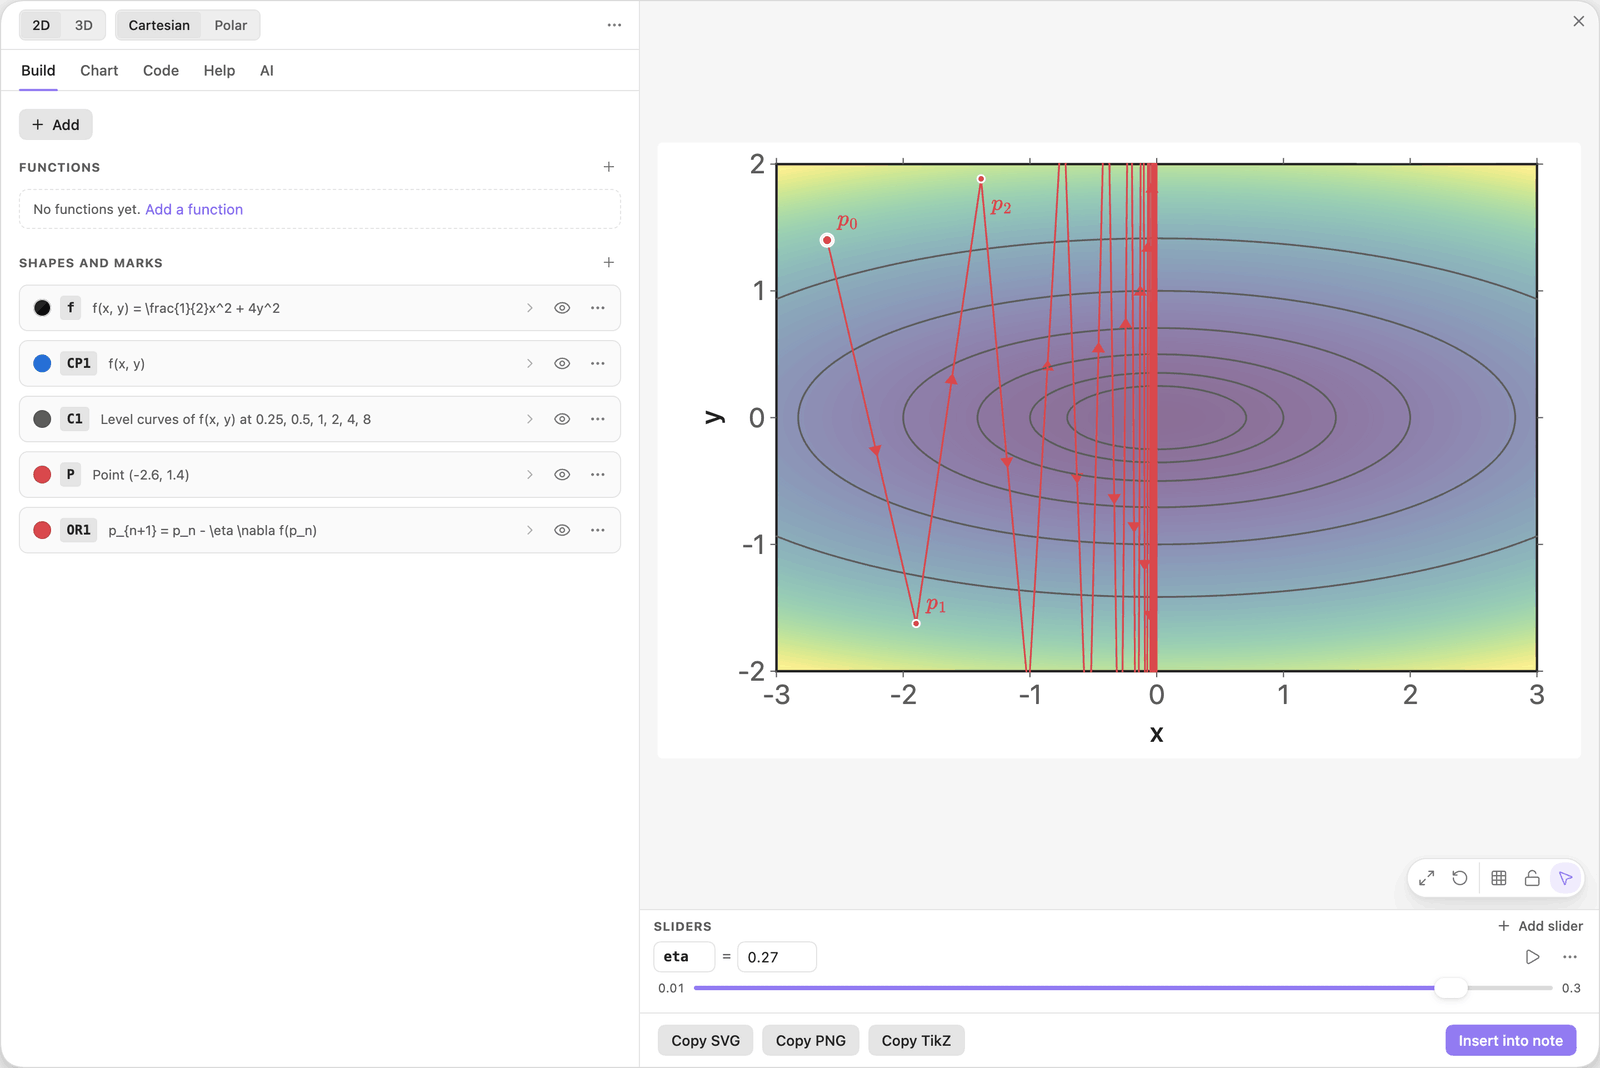 2D 3D Cartesian Polar
Build Chart Code Help AI
+ Add
FUNCTIONS
No functions yet. Add a function
SHAPES AND MARKS
f f(x, y) = \frac{1}{2}x^2 + 4y^2
CP1 f(x, y)
C1 Level curves of f(x, y) at 0.25, 0.5, 1, 2, 4, 8
P Point (-2.6, 1.4)
OR1 p_{n+1} = p_n - \eta \nabla f(p_n)
2
1
0
-1
-2
y
-3 -2 -1 0 1 2 3
x
p0
p1
p2
SLIDERS
+ Add slider
eta = 0.27
0.01 0.3
Copy SVG Copy PNG Copy TikZ
Insert into note